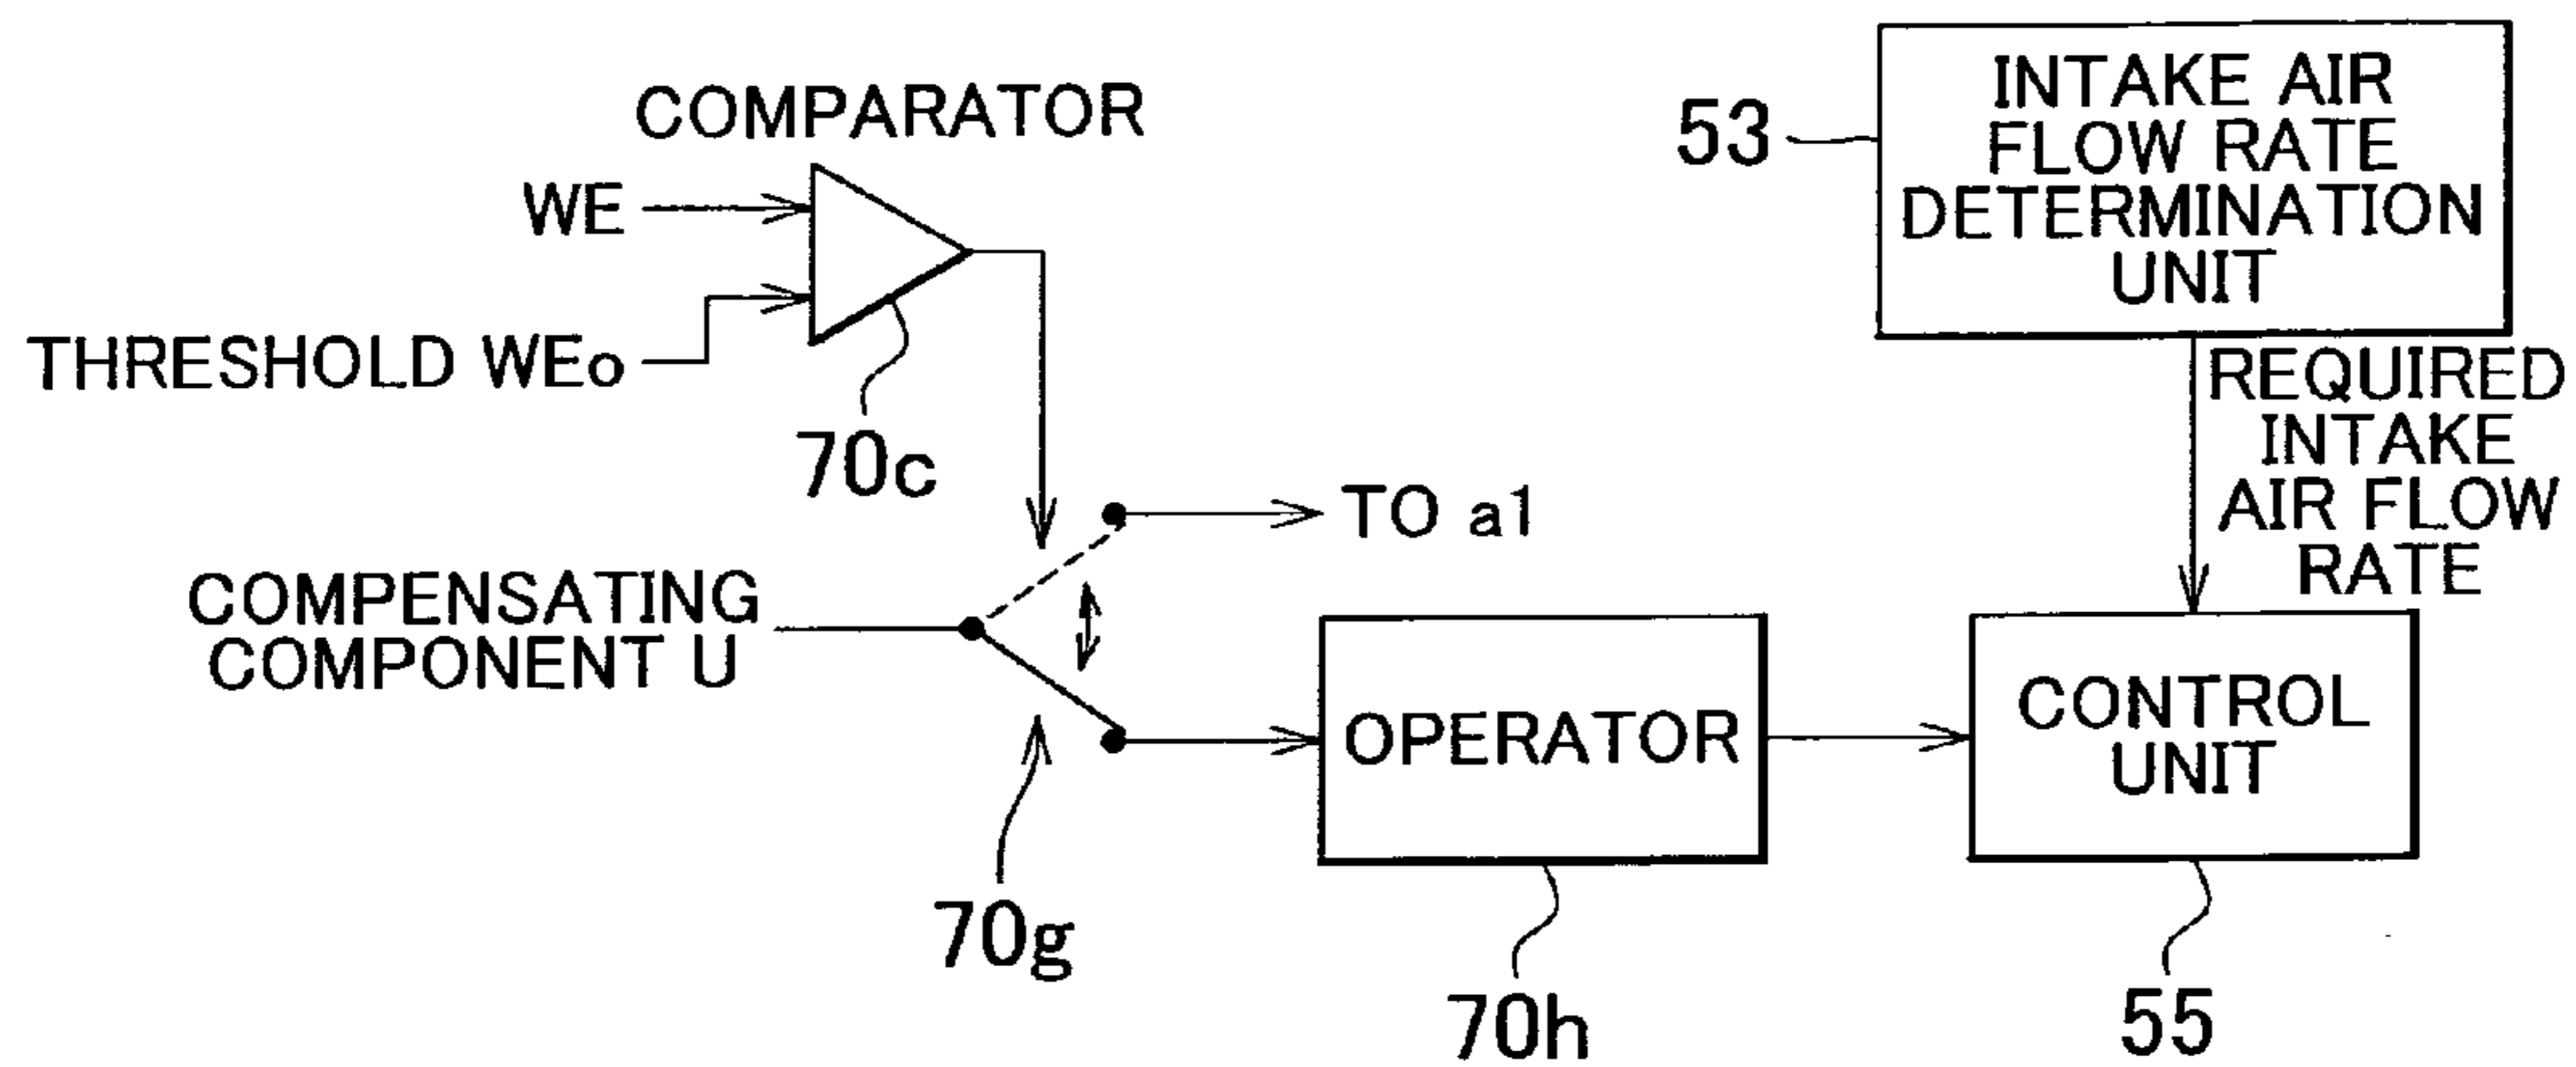 COMPARATOR
WE
THRESHOLD WEo
70c
53
INTAKE AIR
FLOW RATE
DETERMINATION
UNIT
REQUIRED
INTAKE
AIR FLOW
RATE
TO a1
COMPENSATING
COMPONENT U
70g
OPERATOR
70h
CONTROL
UNIT
55